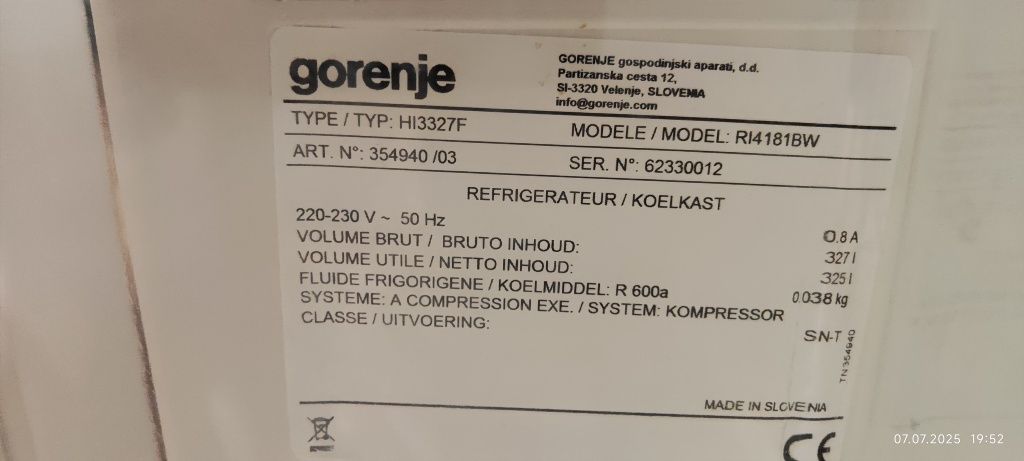 gorenje
GORENJE gospodinjski aparati, d.d.
Partizanska cesta 12,
SI-3320 Velenje, SLOVENIA
info@gorenje.com
TYPE / TYP: HI3327F
MODELE / MODEL: RI4181BW
ART. N°: 354940 /03
SER. N°: 62330012
REFRIGERATEUR / KOELKAST
220-230 V ~ 50 Hz 0.8 A
VOLUME BRUT / BRUTO INHOUD: 327 l
VOLUME UTILE / NETTO INHOUD: 325 l
FLUIDE FRIGORIGENE / KOELMIDDEL: R 600a 0.038 kg
SYSTEME: A COMPRESSION EXE. / SYSTEM: KOMPRESSOR
CLASSE / UITVOERING: SN-T
TN354940
MADE IN SLOVENIA
CE
07.07.2025 19:52